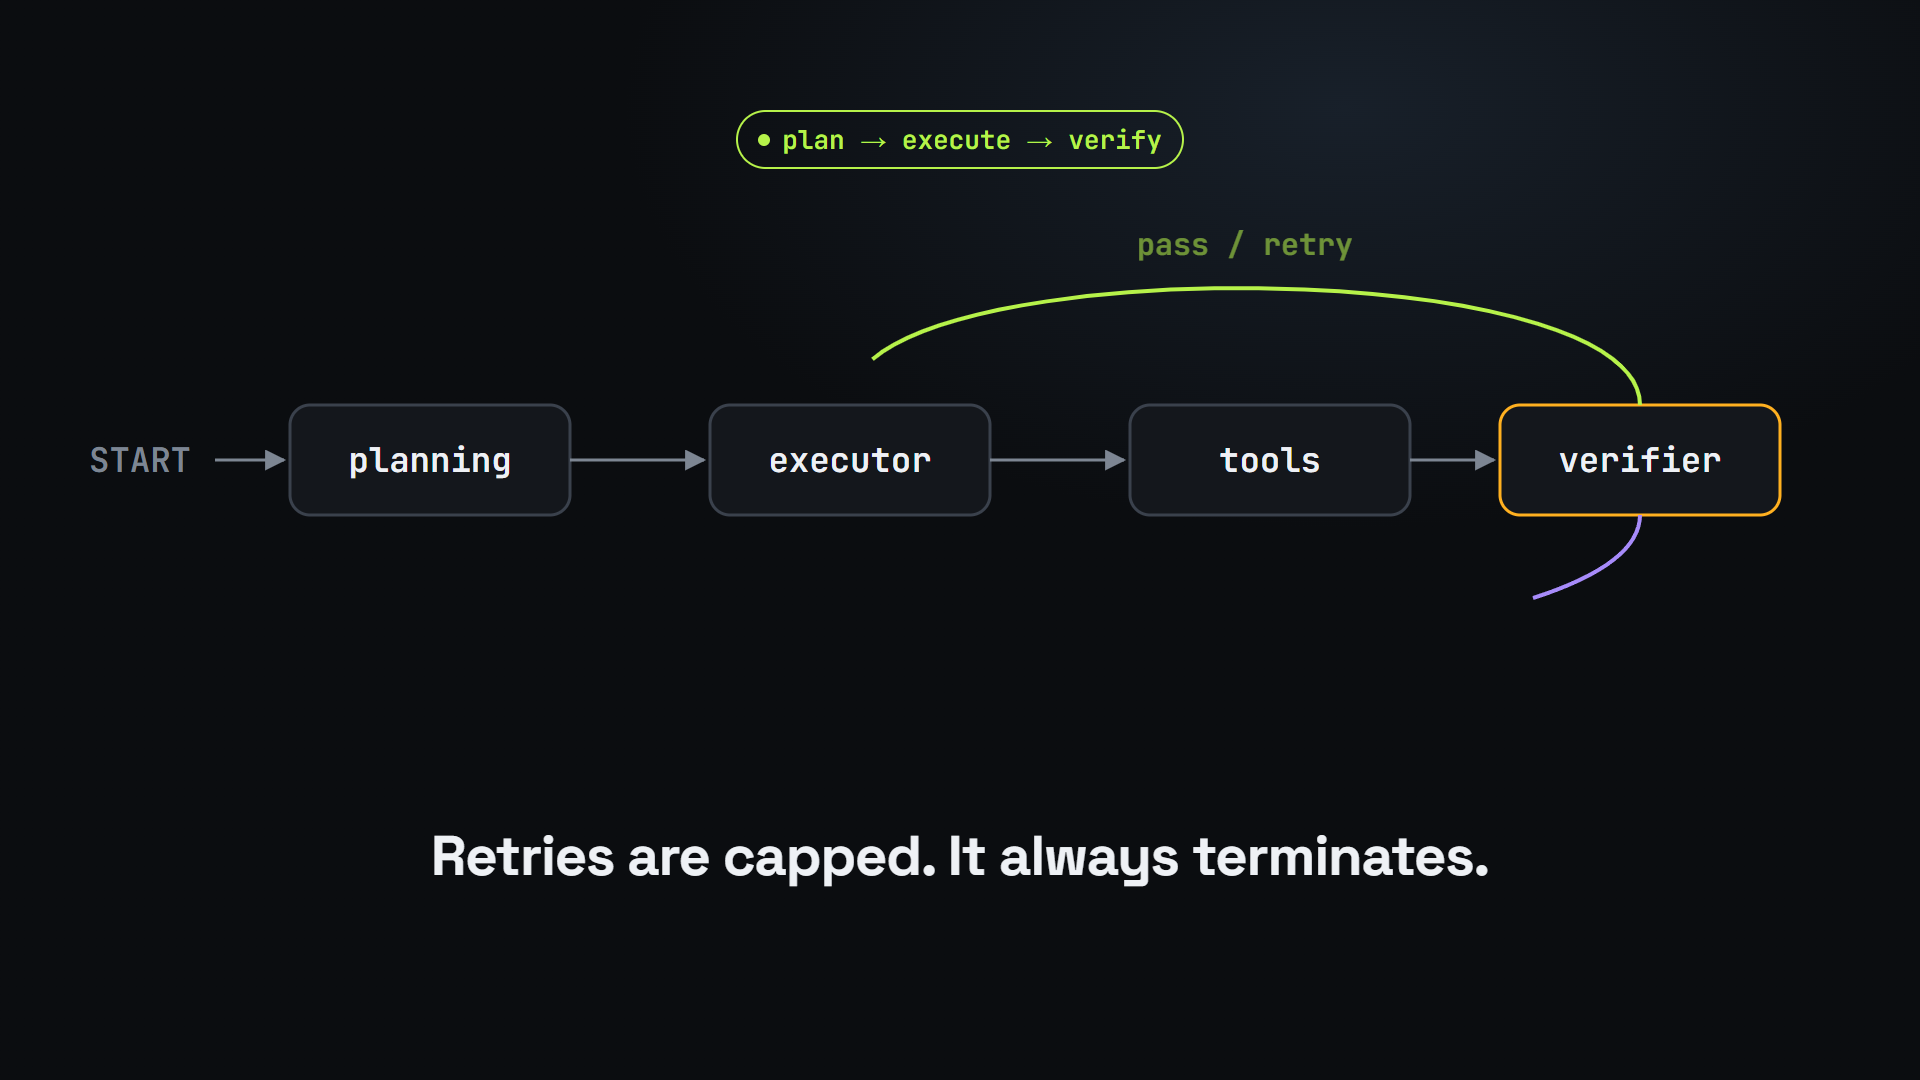 plan → execute → verify
pass / retry
START planning executor tools verifier
Retries are capped. It always terminates.